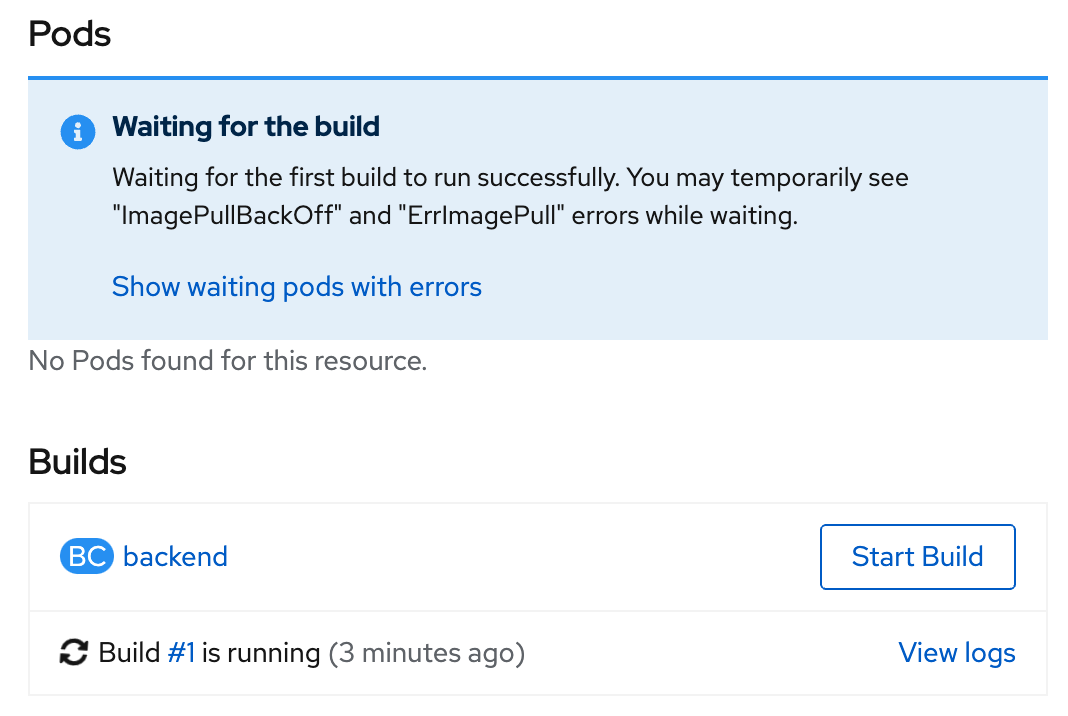 Pods
Waiting for the build
Waiting for the first build to run successfully. You may temporarily see
"ImagePullBackOff" and "ErrImagePull" errors while waiting.
Show waiting pods with errors
No Pods found for this resource.
Builds
BC backend
Start Build
Build #1 is running (3 minutes ago)
View logs